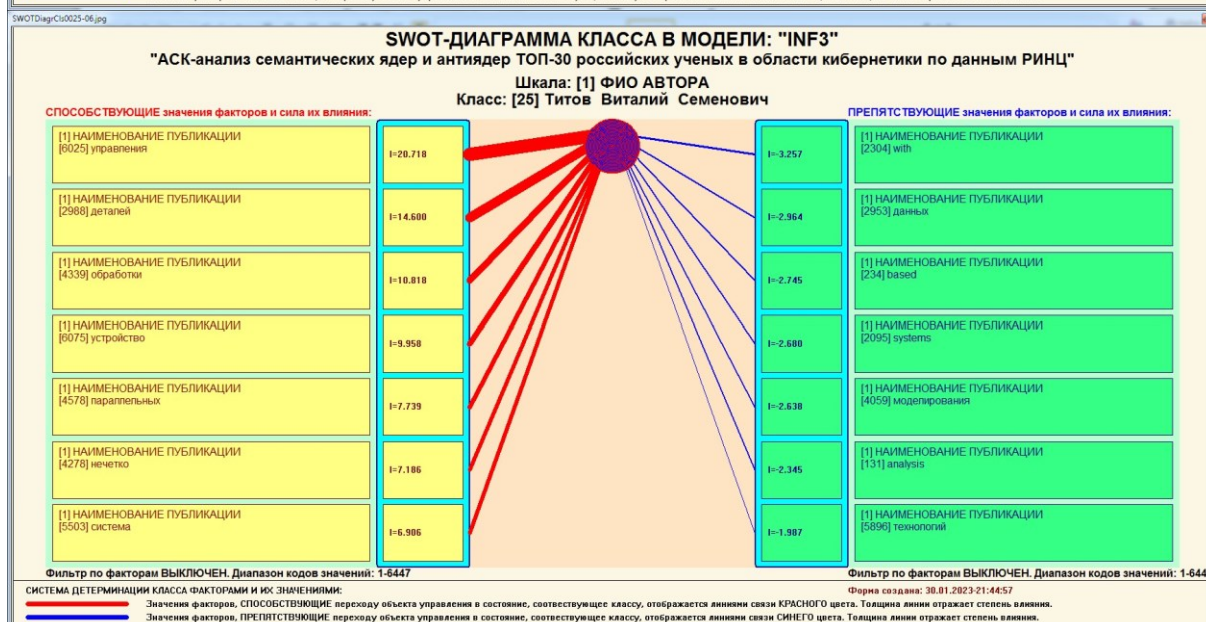 SWOTDiagrCls0025-06.jpg
SWOT-ДИАГРАММА КЛАССА В МОДЕЛИ: "INF3"
"АСК-анализ семантических ядер и антиядер ТОП-30 российских ученых в области кибернетики по данным РИНЦ"
Шкала: [1] ФИО АВТОРА
Класс: [25] Титов Виталий Семенович
СПОСОБСТВУЮЩИЕ значения факторов и сила их влияния:
ПРЕПЯТСТВУЮЩИЕ значения факторов и сила их влияния:
[1] НАИМЕНОВАНИЕ ПУБЛИКАЦИИ
[6025] управления
I=20.718
I=-3.257
[1] НАИМЕНОВАНИЕ ПУБЛИКАЦИИ
[2304] with
[1] НАИМЕНОВАНИЕ ПУБЛИКАЦИИ
[2988] деталей
I=14.600
I=-2.964
[1] НАИМЕНОВАНИЕ ПУБЛИКАЦИИ
[2953] данных
[1] НАИМЕНОВАНИЕ ПУБЛИКАЦИИ
[4339] обработки
I=10.818
I=-2.745
[1] НАИМЕНОВАНИЕ ПУБЛИКАЦИИ
[234] based
[1] НАИМЕНОВАНИЕ ПУБЛИКАЦИИ
[6075] устройство
I=9.958
I=-2.680
[1] НАИМЕНОВАНИЕ ПУБЛИКАЦИИ
[2095] systems
[1] НАИМЕНОВАНИЕ ПУБЛИКАЦИИ
[4578] параллельных
I=7.739
I=-2.638
[1] НАИМЕНОВАНИЕ ПУБЛИКАЦИИ
[4059] моделирования
[1] НАИМЕНОВАНИЕ ПУБЛИКАЦИИ
[4278] нечетко
I=7.186
I=-2.345
[1] НАИМЕНОВАНИЕ ПУБЛИКАЦИИ
[131] analysis
[1] НАИМЕНОВАНИЕ ПУБЛИКАЦИИ
[5503] система
I=6.986
I=-1.987
[1] НАИМЕНОВАНИЕ ПУБЛИКАЦИИ
[5896] технологий
Фильтр по факторам ВЫКЛЮЧЕН. Диапазон кодов значений: 1-6447
Фильтр по факторам ВЫКЛЮЧЕН. Диапазон кодов значений: 1-644
СИСТЕМА ДЕТЕРМИНАЦИИ КЛАССА ФАКТОРАМИ И ИХ ЗНАЧЕНИЯМИ:
Форма создана: 30.01.2023-21:44:57
Значения факторов, СПОСОБСТВУЮЩИЕ переходу объекта управления в состояние, соотвествующее классу, отображается линиями связи КРАСНОГО цвета. Толщина линии отражает степень влияния.
Значения факторов, ПРЕПЯТСТВУЮЩИЕ переходу объекта управления в состояние, соотвествующее классу, отображается линиями связи СИНЕГО цвета. Толщина линии отражает степень влияния.